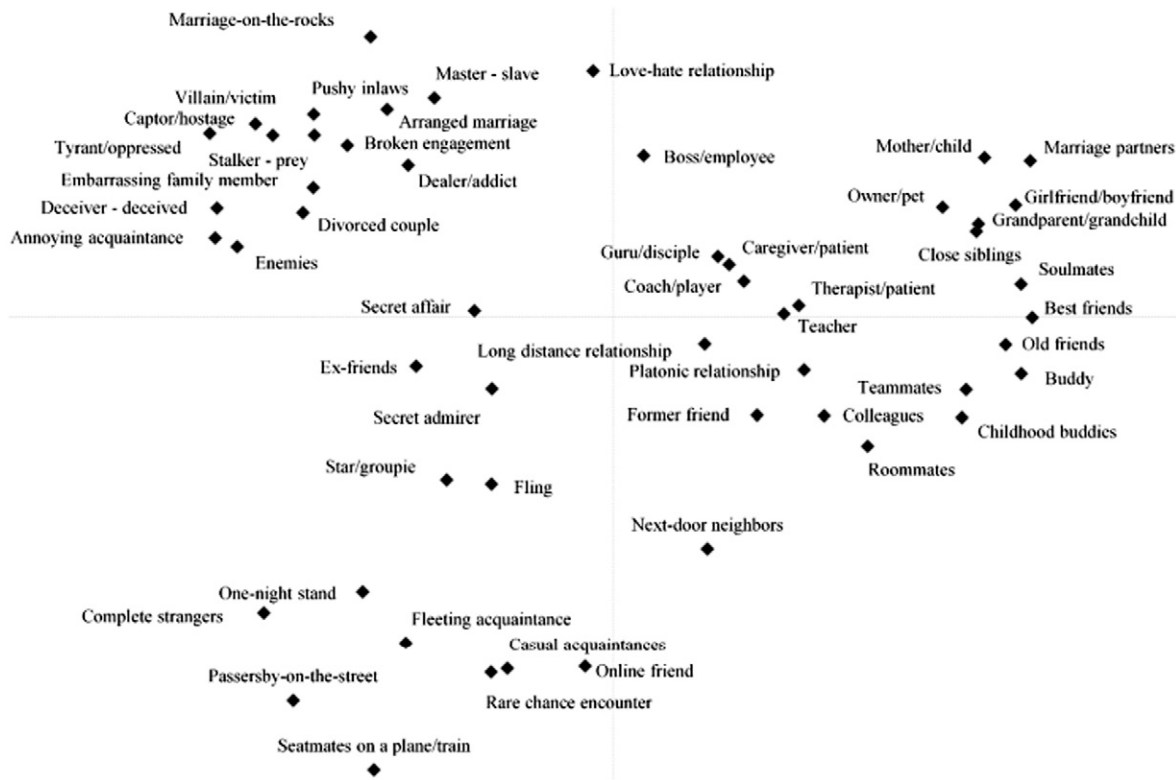 Marriage-on-the-rocks
Master - slave
Love-hate relationship
Pushy inlaws
Villain/victim
Captor/hostage
Arranged marriage
Tyrant/oppressed
Broken engagement
Stalker - prey
Boss/employee
Mother/child
Marriage partners
Embarrassing family member
Dealer/addict
Deceiver - deceived
Divorced couple
Owner/pet
Girlfriend/boyfriend
Grandparent/grandchild
Annoying acquaintance
Enemies
Guru/disciple
Caregiver/patient
Close siblings
Soulmates
Coach/player
Therapist/patient
Secret affair
Teacher
Best friends
Long distance relationship
Old friends
Ex-friends
Platonic relationship
Buddy
Teammates
Secret admirer
Former friend
Colleagues
Childhood buddies
Star/groupie
Roommates
Fling
Next-door neighbors
One-night stand
Complete strangers
Fleeting acquaintance
Casual acquaintances
Passersby-on-the-street
Online friend
Rare chance encounter
Seatmates on a plane/train